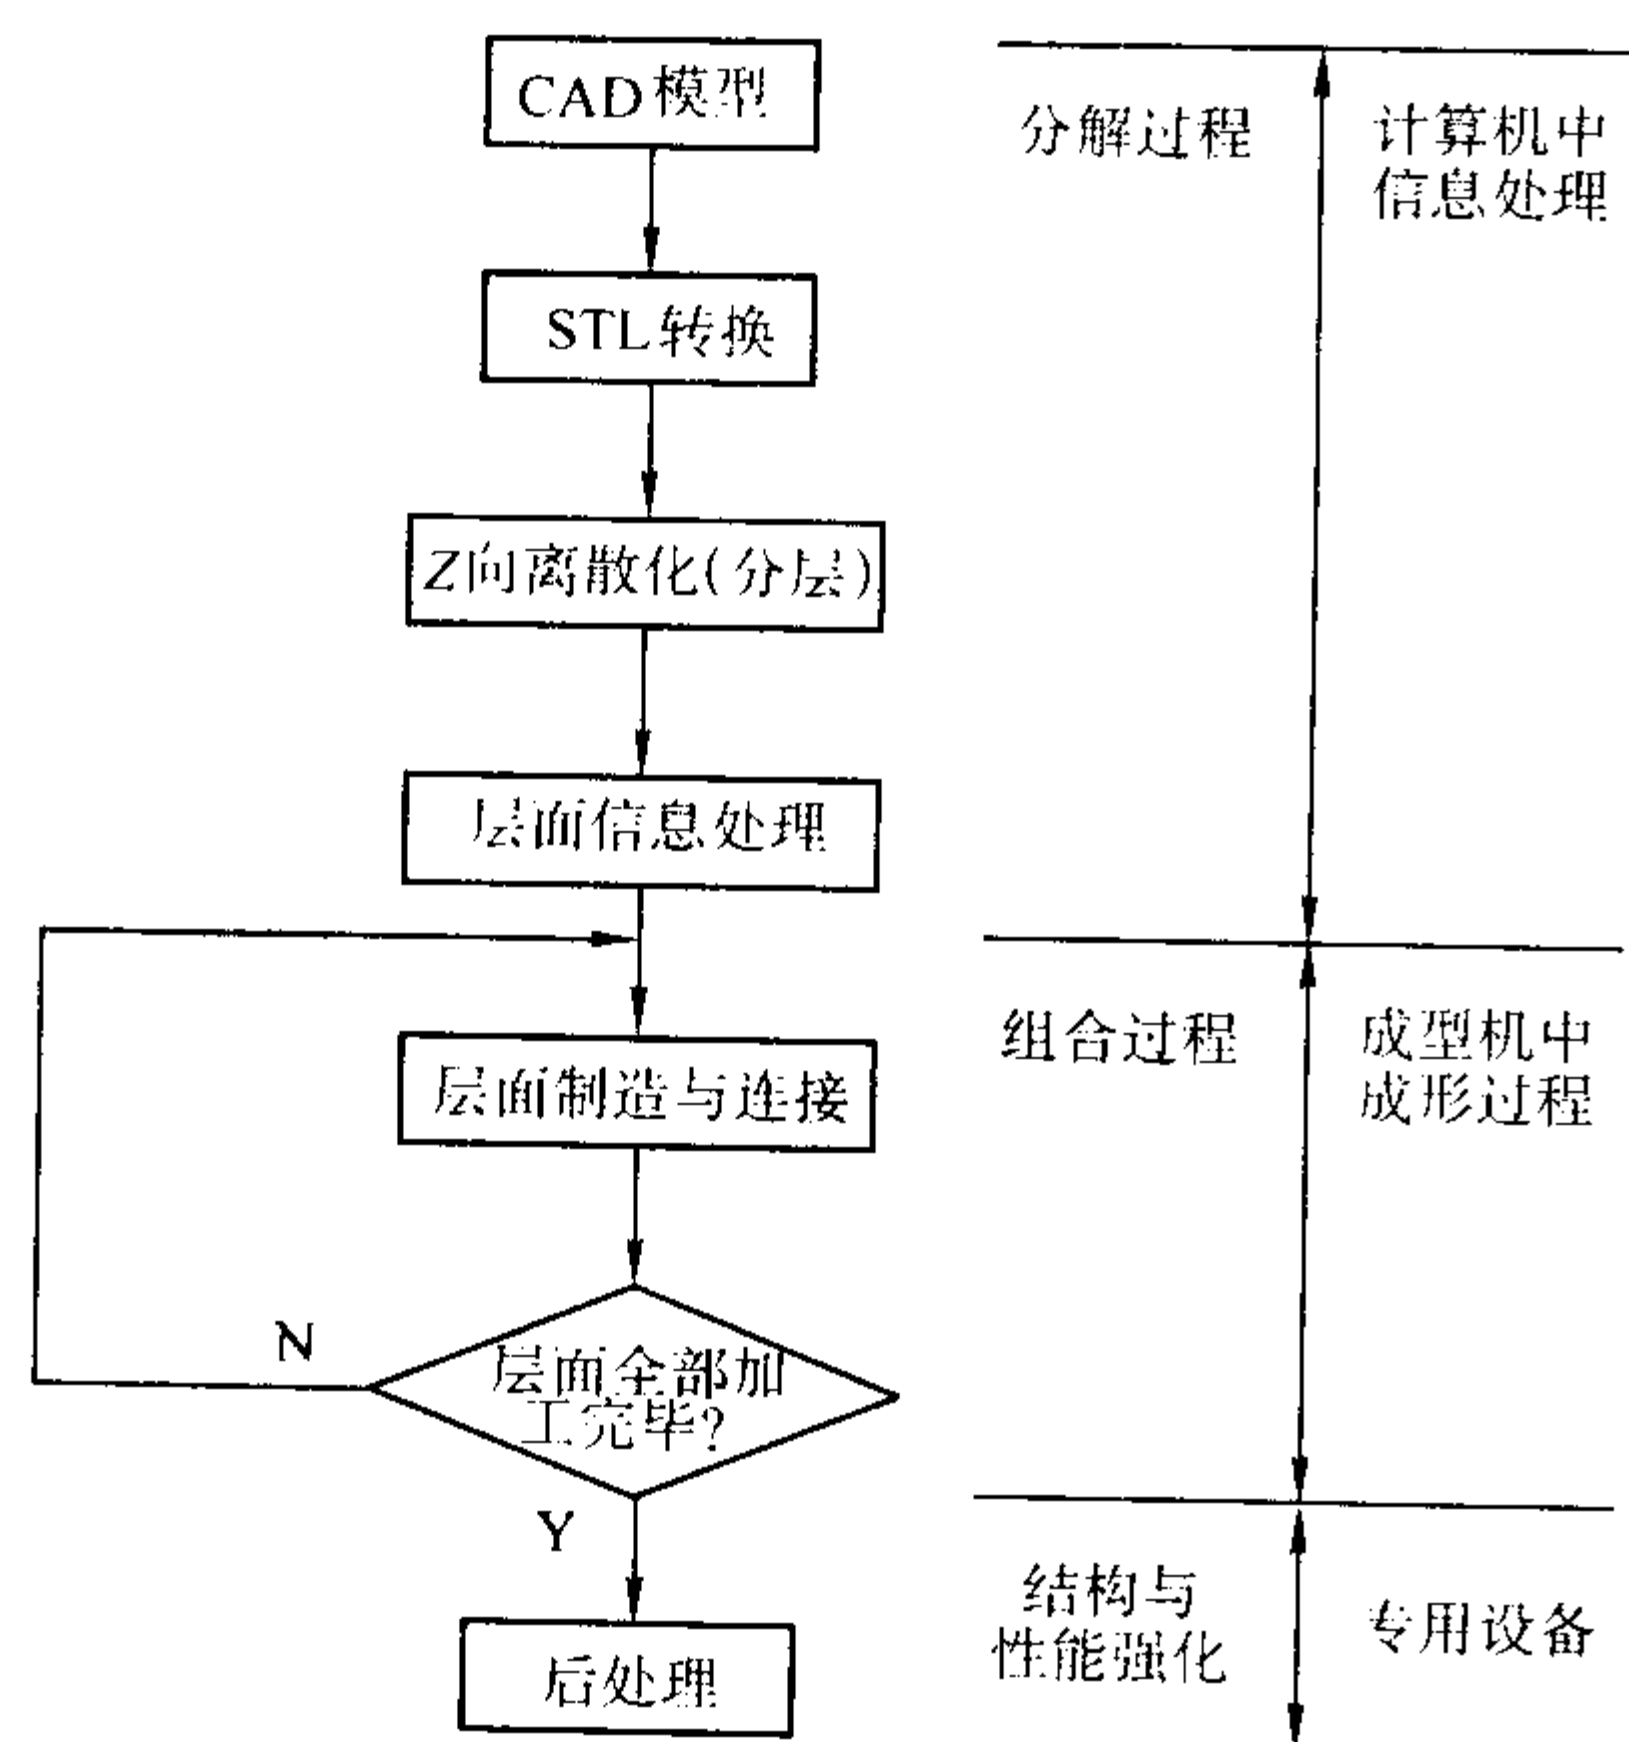 CAD模型
分解过程
计算机中
信息处理
STL转换
Z向离散化(分层)
层面信息处理
组合过程
成型机中
成形过程
层面制造与连接
N
层面全部加
工完毕?
Y
结构与
性能强化
专用设备
后处理